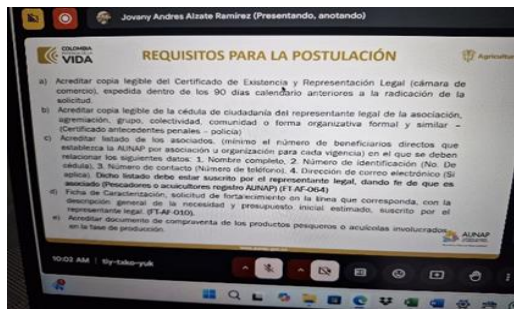 Jovany Andres Alzate Ramirez (Presentando, anotando)
COLOMBIA
VIDA
REQUISITOS PARA LA POSTULACIÓN
Agricultura
a) Acreditar copia legible del Certificado de Existencia y Representación Legal (cámara de
comercio), expedida dentro de los 90 días calendario anteriores a la radicación de la
solicitud.
b) Acreditar copia legible de la cédula de ciudadanía del representante legal de la asociación,
agremiación, grupo, colectividad, comunidad o forma organizativa formal y similar –
(Certificado antecedentes penales – policía)
c) Acreditar listado de los asociados. (mínimo el número de beneficiarios directos que
establezca la AUNAP por asociación u organización para cada vigencia) en el que se deben
relacionar los siguientes datos: 1. Nombre completo, 2. Número de identificación (No. De
cédula), 3. Número de contacto (Número de teléfono), 4. Dirección de correo electrónico (Si
aplica). Dicho listado debe estar suscrito por el representante legal, dando fe de que es
asociado (Pescadores o acuicultores registro AUNAP) (FT-AF-064)
d) Ficha de Caracterización, solicitud de fortalecimiento en la línea que corresponda, con la
descripción general de la necesidad y presupuesto inicial estimado, suscrito por el
representante legal. (FT-AF-010).
e) Acreditar documento de compraventa de los productos pesqueros o acuícolas involucrados
en la fase de producción.
AUNAP
10:02 AM | tiy-tako-yuk